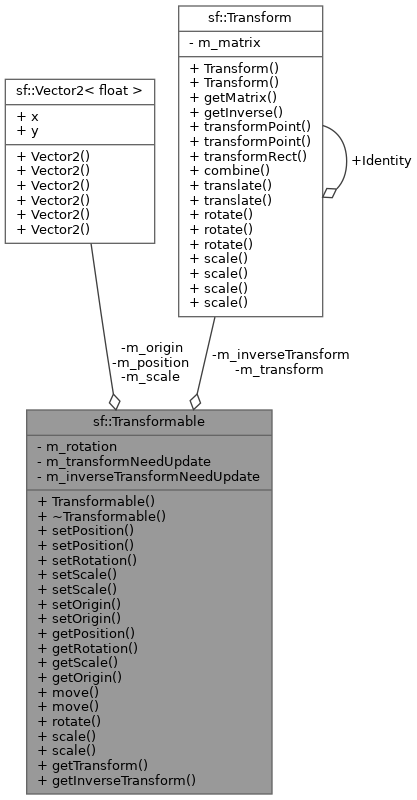 sf::Transform
- m_matrix
+ Transform()
+ Transform()
+ getMatrix()
+ getInverse()
+ transformPoint()
+ transformPoint()
+ transformRect()
+ combine()
+ translate()
+ translate()
+ rotate()
+ rotate()
+ rotate()
+ scale()
+ scale()
+ scale()
+ scale()
+Identity
sf::Vector2< float >
+ x
+ y
+ Vector2()
+ Vector2()
+ Vector2()
+ Vector2()
+ Vector2()
+ Vector2()
-m_origin
-m_position
-m_scale
-m_inverseTransform
-m_transform
sf::Transformable
- m_rotation
- m_transformNeedUpdate
- m_inverseTransformNeedUpdate
+ Transformable()
+ ~Transformable()
+ setPosition()
+ setPosition()
+ setRotation()
+ setScale()
+ setScale()
+ setOrigin()
+ setOrigin()
+ getPosition()
+ getRotation()
+ getScale()
+ getOrigin()
+ move()
+ move()
+ rotate()
+ scale()
+ scale()
+ getTransform()
+ getInverseTransform()